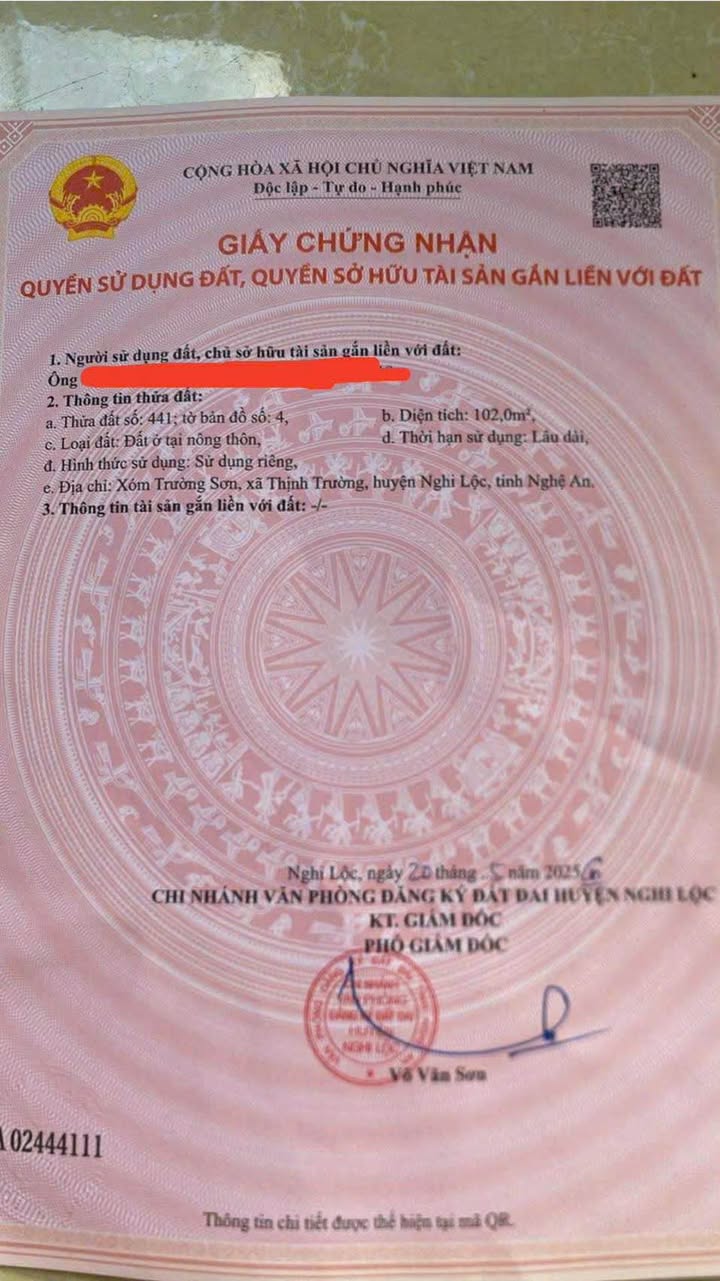 CỘNG HÒA XÃ HỘI CHỦ NGHĨA VIỆT NAM
Độc lập - Tự do - Hạnh phúc
GIẤY CHỨNG NHẬN
QUYỀN SỬ DỤNG ĐẤT, QUYỀN SỞ HỮU TÀI SẢN GẮN LIỀN VỚI ĐẤT
1. Người sử dụng đất, chủ sở hữu tài sản gắn liền với đất:
Ông
2. Thông tin thửa đất:
a. Thửa đất số: 441; tờ bản đồ số: 4, b. Diện tích: 102,0m²,
c. Loại đất: Đất ở tại nông thôn, d. Thời hạn sử dụng: Lâu dài,
đ. Hình thức sử dụng: Sử dụng riêng,
e. Địa chỉ: Xóm Trường Sơn, xã Thịnh Trường, huyện Nghi Lộc, tỉnh Nghệ An.
3. Thông tin tài sản gắn liền với đất: -/-
Nghi Lộc, ngày 20 tháng 5 năm 2025
CHI NHÁNH VĂN PHÒNG ĐĂNG KÝ ĐẤT ĐAI HUYỆN NGHI LỘC
KT. GIÁM ĐỐC
PHÓ GIÁM ĐỐC
HUYỆN
NGHI LỘC
Võ Văn Sơn
02444111
Thông tin chi tiết được thể hiện tại mã QR.